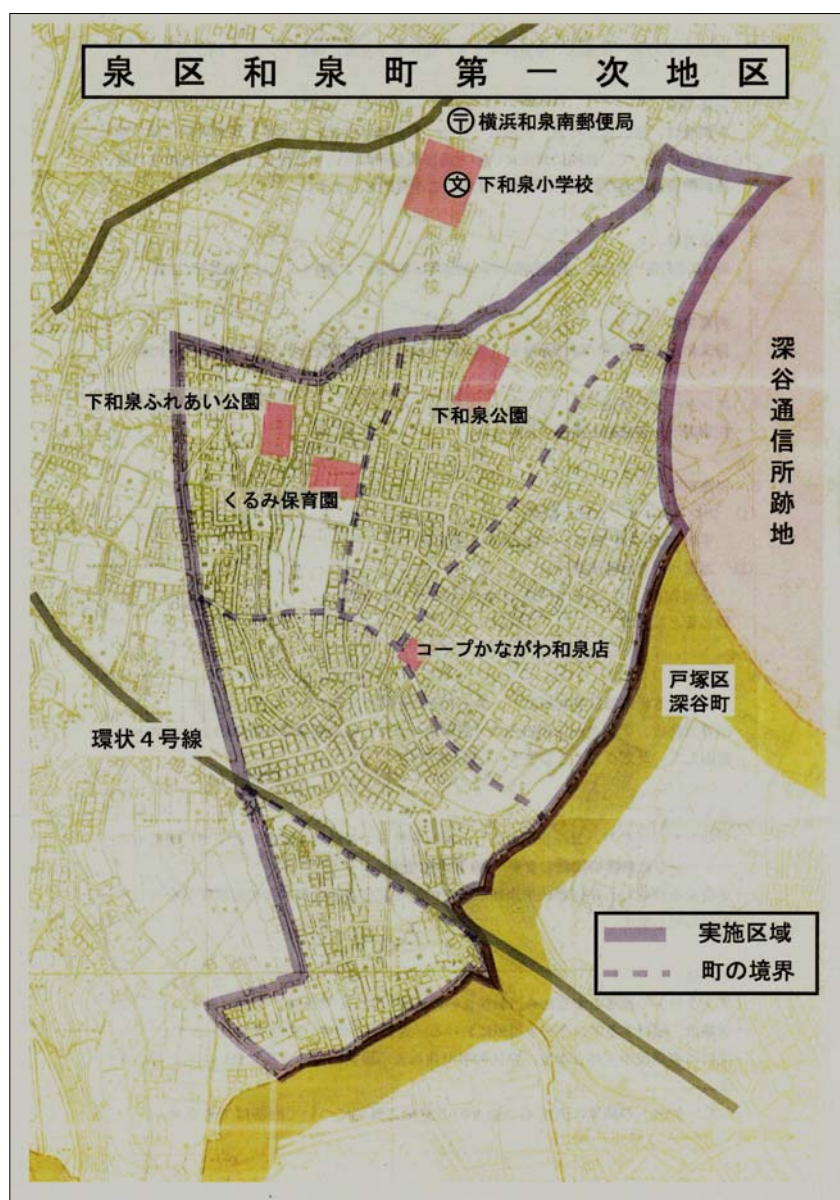 泉区和泉町第一次地区
〒 横浜和泉南郵便局
文 下和泉小学校
小学校
深谷通信所跡地
下和泉ふれあい公園
下和泉公園
くるみ保育園
コープかながわ和泉店
戸塚区
深谷町
環状4号線
実施区域
町の境界